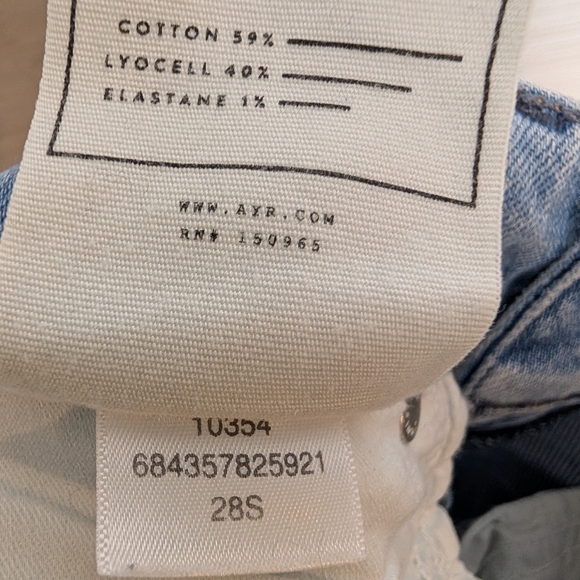 COTTON 59%
LYOCELL 40%
ELASTANE 1%
WWW.AYR.COM
RN# 150965
10354
684357825921
28S